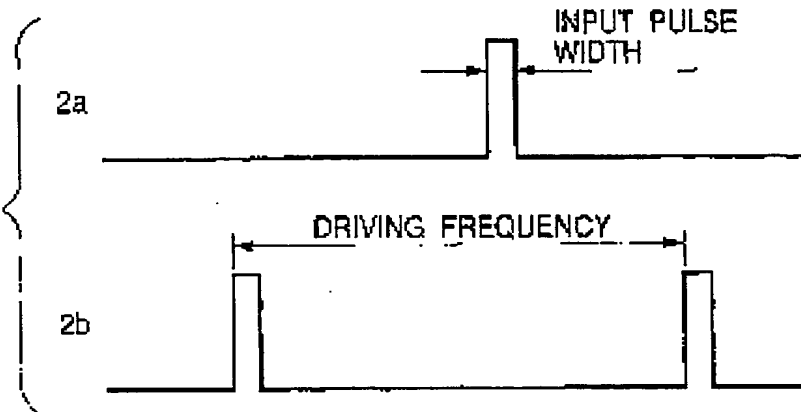 INPUT PULSE
WIDTH
2a
DRIVING FREQUENCY
2b